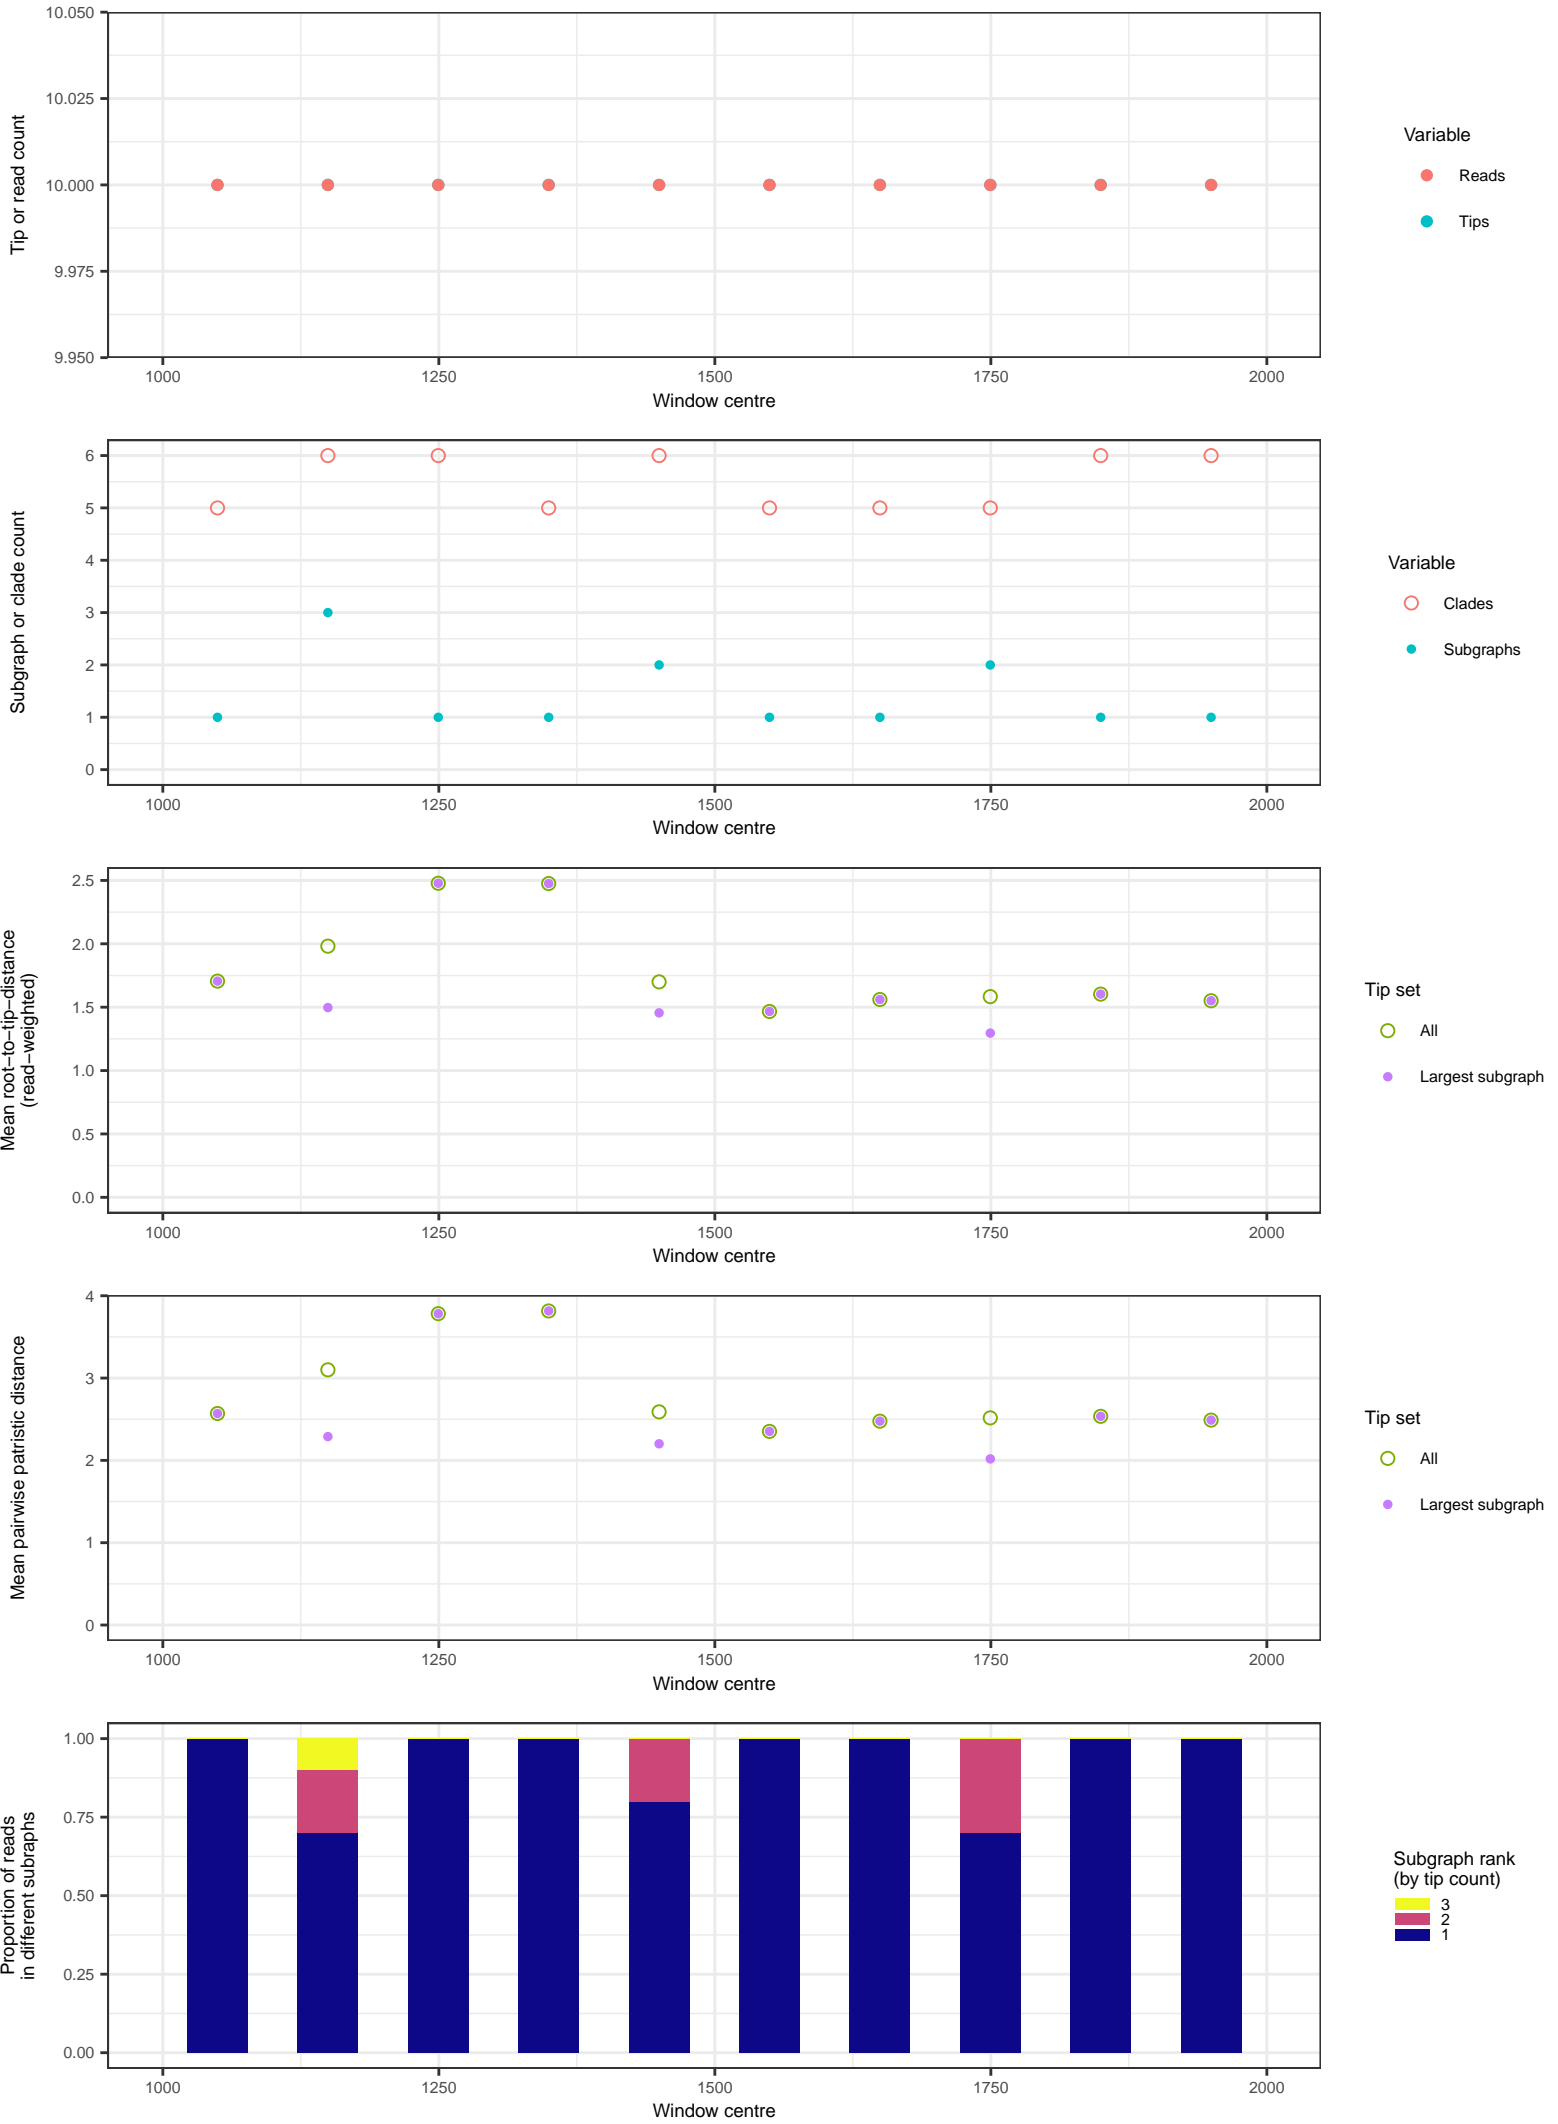 10.050
10.025
10.000
9.975
9.950
Tip or read count
1000 1250 1500 1750 2000
Window centre
Variable
Reads
Tips
6
5
4
3
2
1
0
Subgraph or clade count
1000 1250 1500 1750 2000
Window centre
Variable
Clades
Subgraphs
2.5
2.0
1.5
1.0
0.5
0.0
Mean root−to−tip−distance
(read−weighted)
1000 1250 1500 1750 2000
Window centre
Tip set
All
Largest subgraph
4
3
2
1
0
Mean pairwise patristic distance
1000 1250 1500 1750 2000
Window centre
Tip set
All
Largest subgraph
1.00
0.75
0.50
0.25
0.00
Proportion of reads
in different subraphs
1000 1250 1500 1750 2000
Window centre
Subgraph rank
(by tip count)
3
2
1